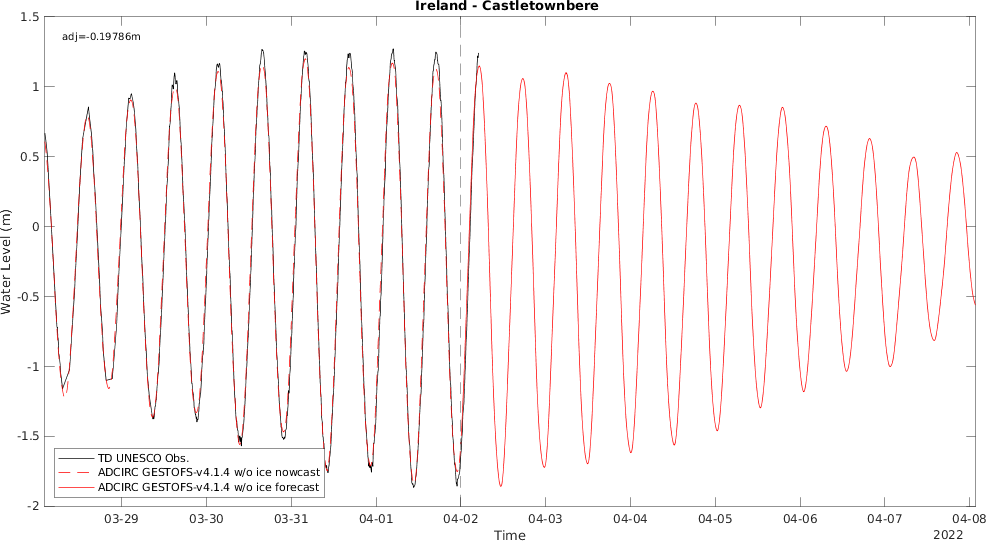 Ireland - Castletownbere
adj=-0.19786m
1.5
1
0.5
0
-0.5
-1
-1.5
-2
Water Level (m)
TD UNESCO Obs.
ADCIRC GESTOFS-v4.1.4 w/o ice nowcast
ADCIRC GESTOFS-v4.1.4 w/o ice forecast
03-29 03-30 03-31 04-01 04-02 04-03 04-04 04-05 04-06 04-07 04-08
Time
2022